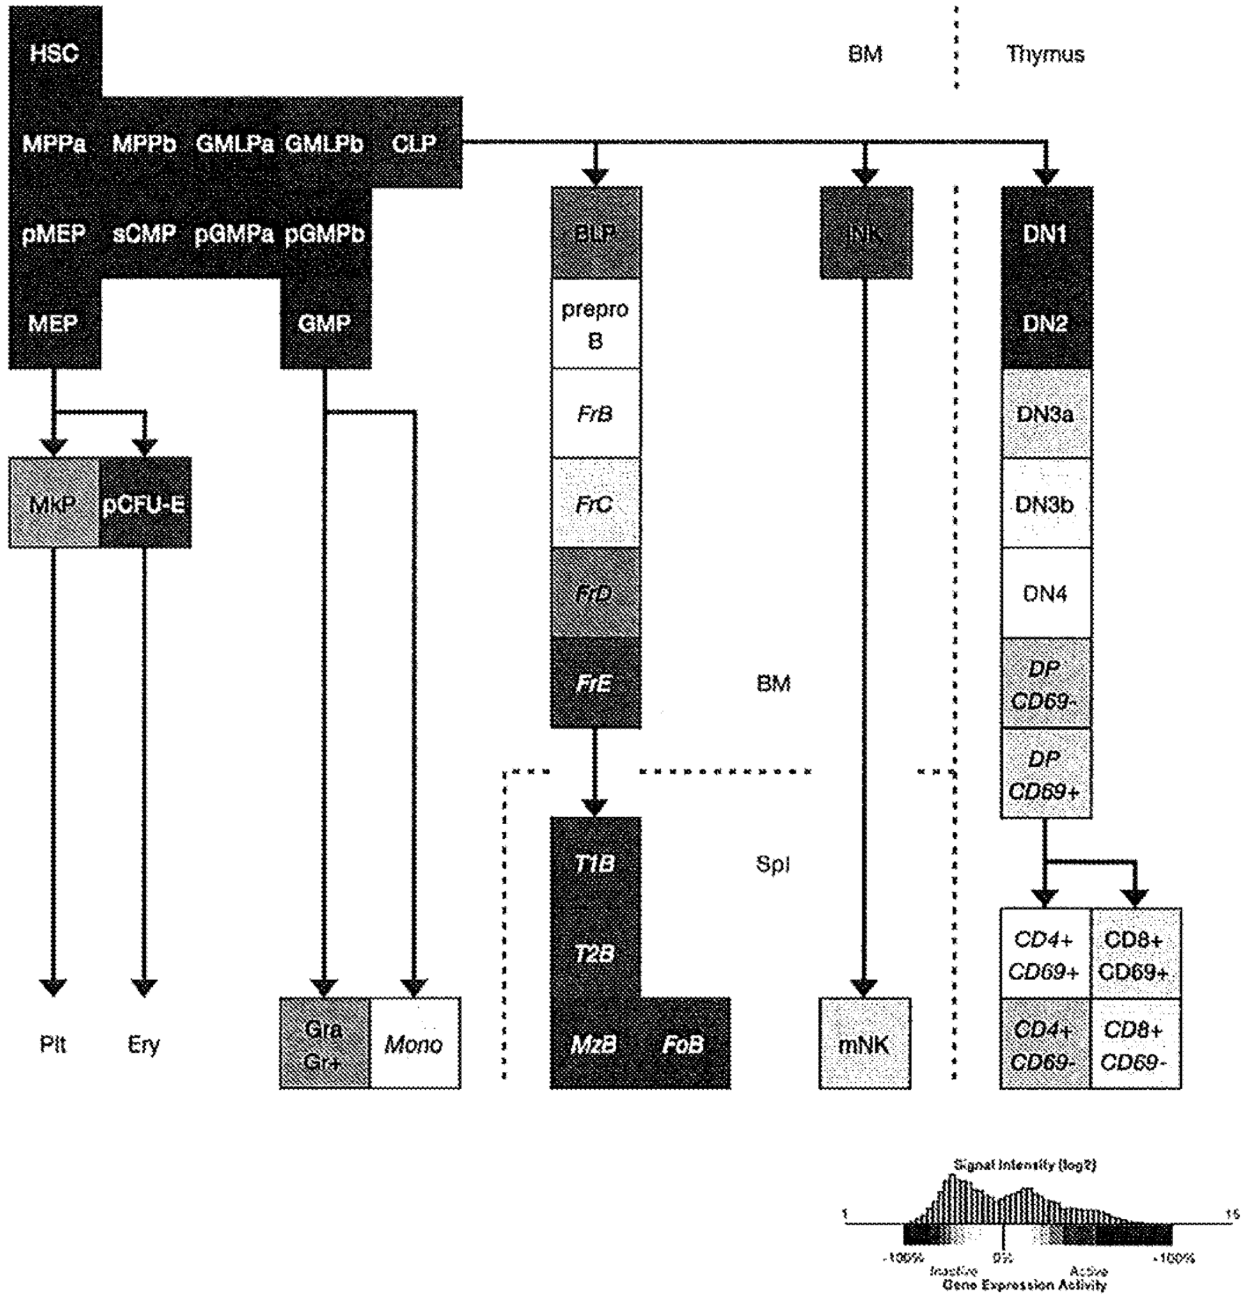 HSC
BM
Thymus
MPPa
MPPb
GMLPa
GMLPb
CLP
pMEP
sCMP
pGMPa
pGMPb
BLP
iNK
DN1
MEP
GMP
prepro
B
DN2
FrB
DN3a
MkP
pCFU-E
FrC
DN3b
FrD
DN4
FrE
BM
DP
CD69-
DP
CD69+
T1B
Spl
T2B
CD4+
CD69+
CD8+
CD69+
Plt
Ery
Gra
Gr+
Mono
MzB
FoB
mNK
CD4+
CD69-
CD8+
CD69-
Signal Intensity (log2)
1
15
-100%
0%
-100%
Inactive
Active
Gene Expression Activity